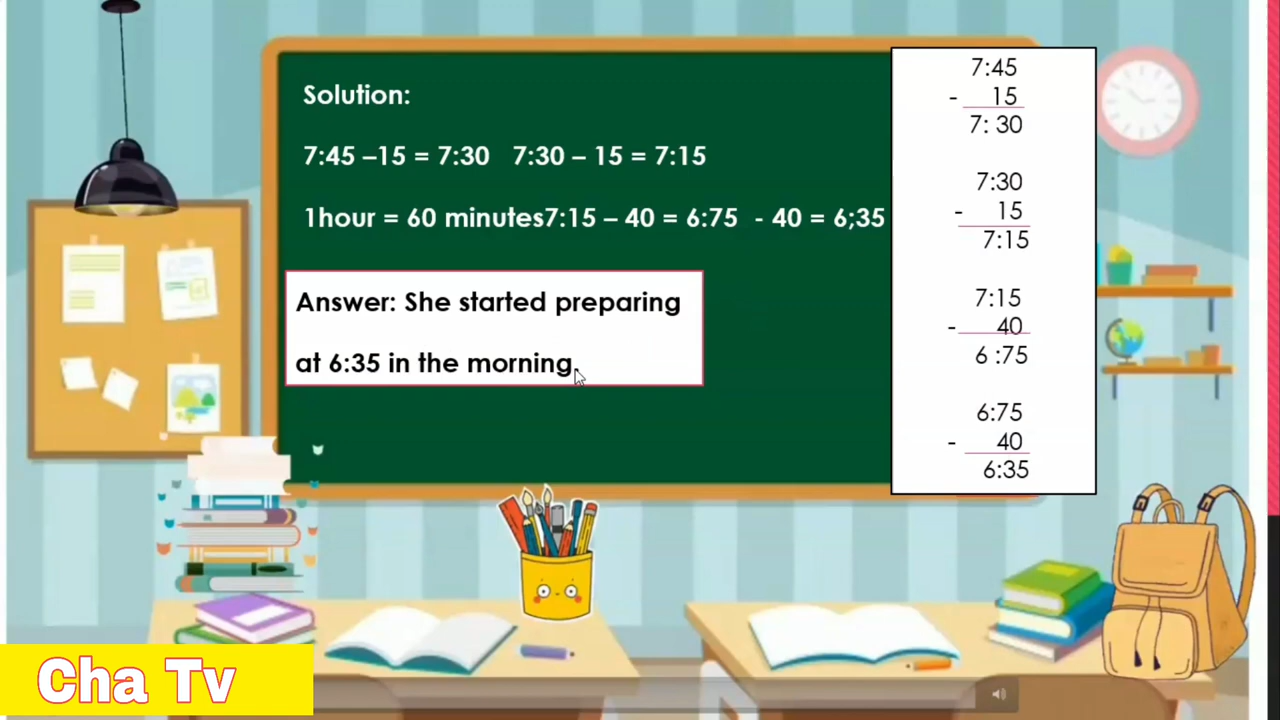 Solution:
7:45 –15 = 7:30   7:30 – 15 = 7:15
1hour = 60 minutes7:15 – 40 = 6:75  - 40 = 6;35
Answer: She started preparing
at 6:35 in the morning.
7:45
- 15
7: 30
7:30
- 15
7:15
7:15
- 40
6 :75
6:75
- 40
6:35
Cha Tv